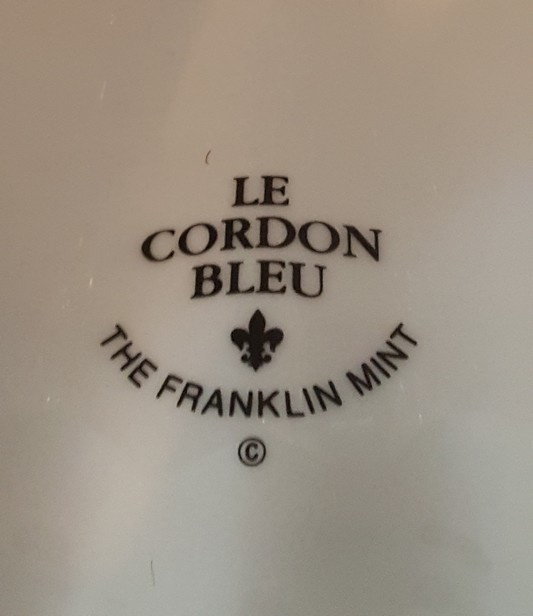 LE
CORDON
BLEU
THE FRANKLIN MINT
©